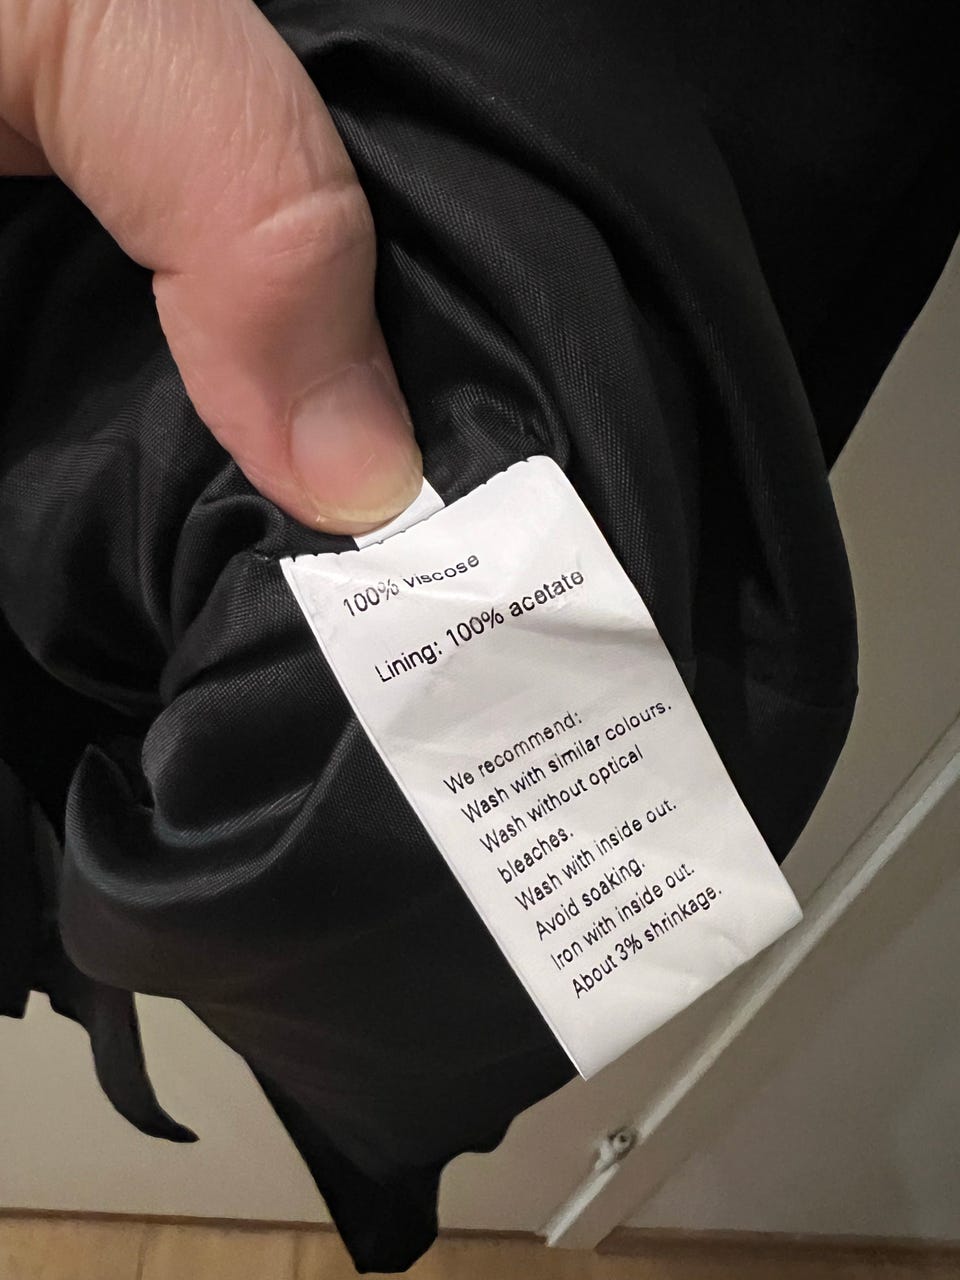 100% viscose
Lining: 100% acetate
We recommend:
Wash with similar colours.
Wash without optical
bleaches.
Wash with inside out.
Avoid soaking.
Iron with inside out.
About 3% shrinkage.